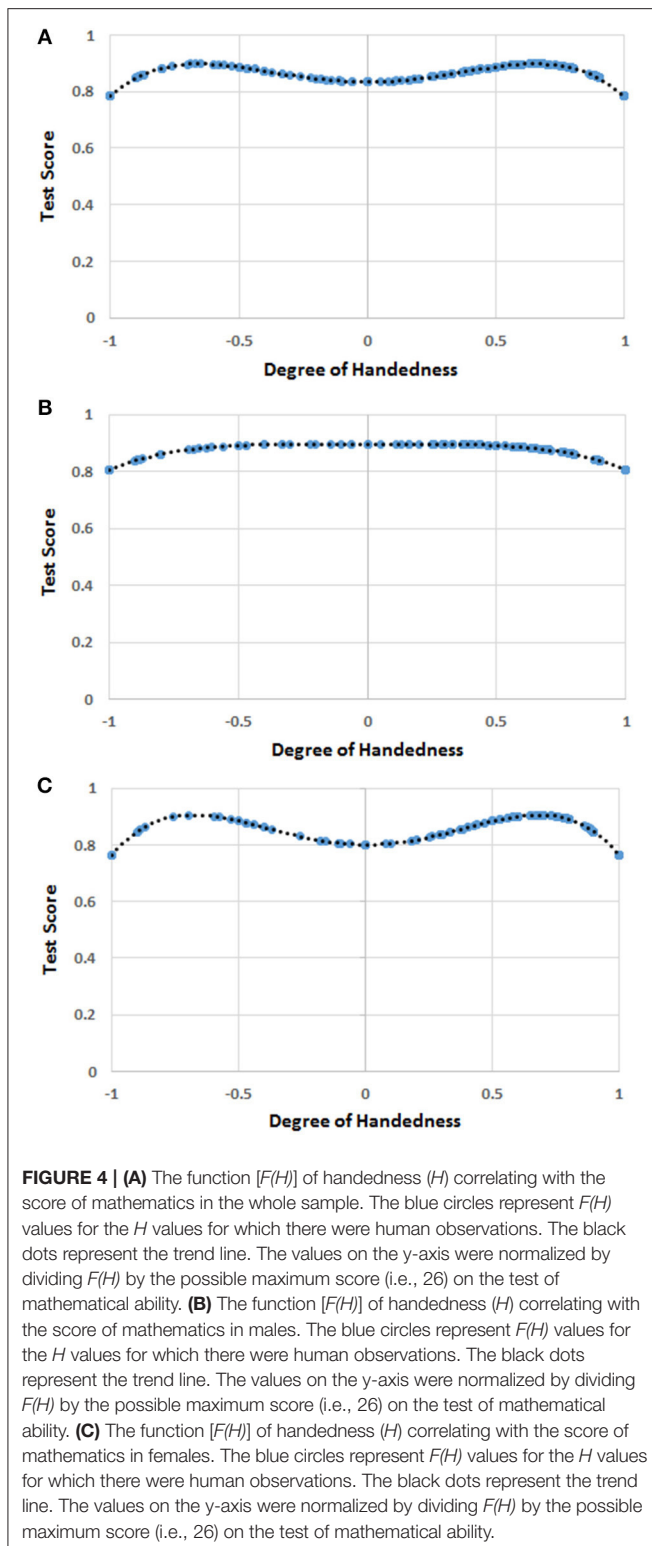 A
1
0.8
0.6
0.4
0.2
0
Test Score
-1
-0.5
0
0.5
1
Degree of Handedness
B
1
0.8
0.6
0.4
0.2
0
Test Score
-1
-0.5
0
0.5
1
Degree of Handedness
C
1
0.8
0.6
0.4
0.2
0
Test Score
-1
-0.5
0
0.5
1
Degree of Handedness
FIGURE 4 | (A) The function [F(H)] of handedness (H) correlating with the
score of mathematics in the whole sample. The blue circles represent F(H)
values for the H values for which there were human observations. The black
dots represent the trend line. The values on the y-axis were normalized by
dividing F(H) by the possible maximum score (i.e., 26) on the test of
mathematical ability. (B) The function [F(H)] of handedness (H) correlating with
the score of mathematics in males. The blue circles represent F(H) values for
the H values for which there were human observations. The black dots
represent the trend line. The values on the y-axis were normalized by dividing
F(H) by the possible maximum score (i.e., 26) on the test of mathematical
ability. (C) The function [F(H)] of handedness (H) correlating with the score of
mathematics in females. The blue circles represent F(H) values for the H values
for which there were human observations. The black dots represent the trend
line. The values on the y-axis were normalized by dividing F(H) by the possible
maximum score (i.e., 26) on the test of mathematical ability.